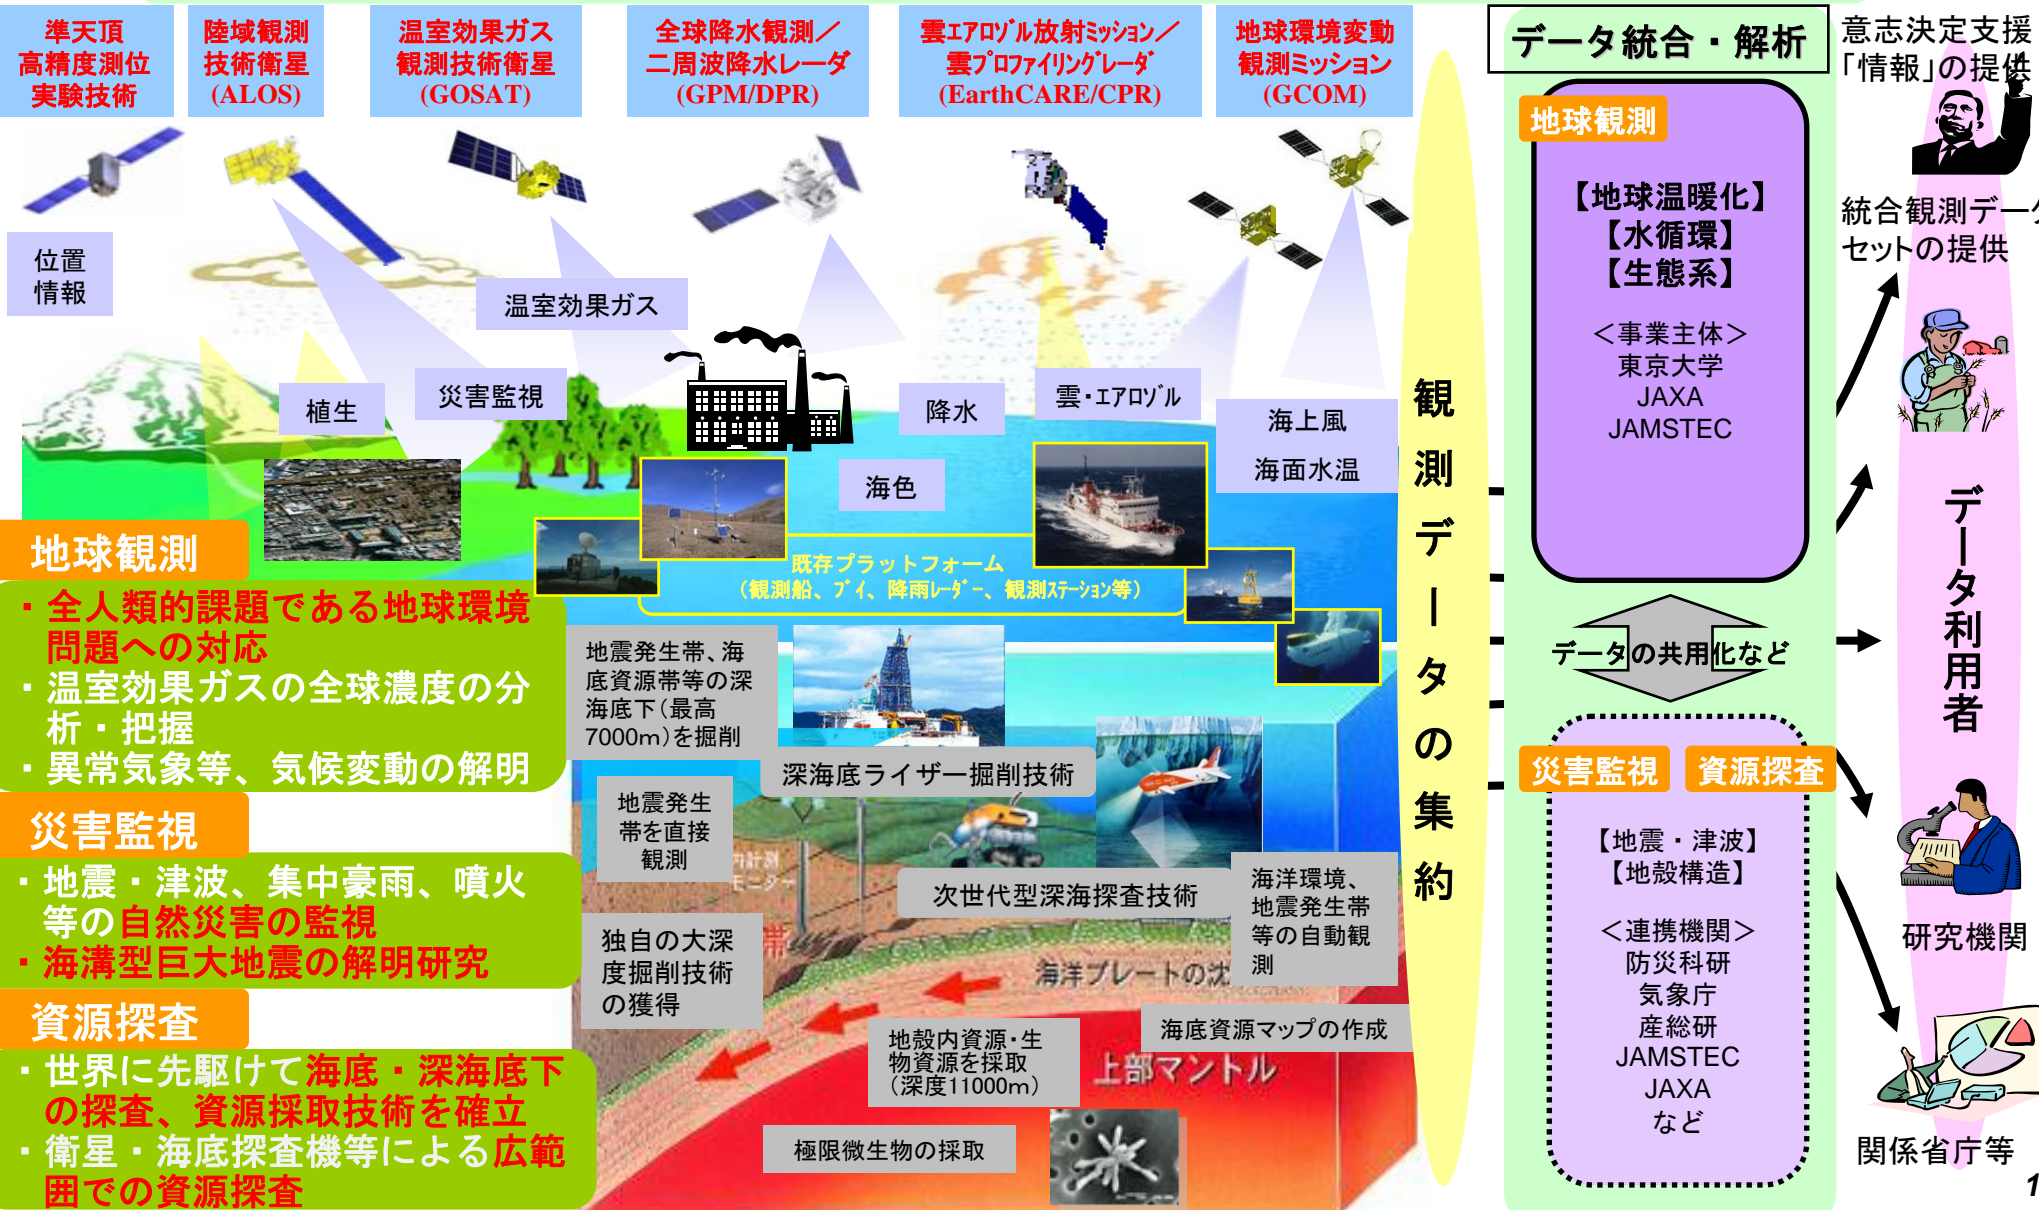 準天頂
高精度測位
実験技術
陸域観測
技術衛星
(ALOS)
温室効果ガス
観測技術衛星
(GOSAT)
全球降水観測／
二周波降水レーダ
(GPM/DPR)
雲エアロゾル放射ミッション／
雲プロファイリングレーダ
(EarthCARE/CPR)
地球環境変動
観測ミッション
(GCOM)
位置
情報
温室効果ガス
植生
災害監視
降水
雲・エアロゾル
海上風
海面水温
海色
既存プラットフォーム
（観測船、ブイ、降雨レーダー、観測ステーション等）
地球観測
・全人類的課題である地球環境
問題への対応
・温室効果ガスの全球濃度の分
析・把握
・異常気象等、気候変動の解明
災害監視
・地震・津波、集中豪雨、噴火
等の自然災害の監視
・海溝型巨大地震の解明研究
資源探査
・世界に先駆けて海底・深海底下
の探査、資源採取技術を確立
・衛星・海底探査機等による広範
囲での資源探査
地震発生帯、海
底資源帯等の深
海底下（最高
7000m）を掘削
深海底ライザー掘削技術
地震発生
帯を直接
観測
計測
モニター
次世代型深海探査技術
海洋環境、
地震発生帯
等の自動観
測
独自の大深
度掘削技術
の獲得
帯
海洋プレートの沈
海底資源マップの作成
地殻内資源・生
物資源を採取
（深度11000m）
上部マントル
極限微生物の採取
観測データの集約
データ統合・解析
地球観測
【地球温暖化】
【水循環】
【生態系】
＜事業主体＞
東京大学
JAXA
JAMSTEC
データの共用化など
災害監視
資源探査
【地震・津波】
【地殻構造】
＜連携機関＞
防災科研
気象庁
産総研
JAMSTEC
JAXA
など
意志決定支援
「情報」の提供
統合観測データ
セットの提供
データ利用者
研究機関
関係省庁等
1